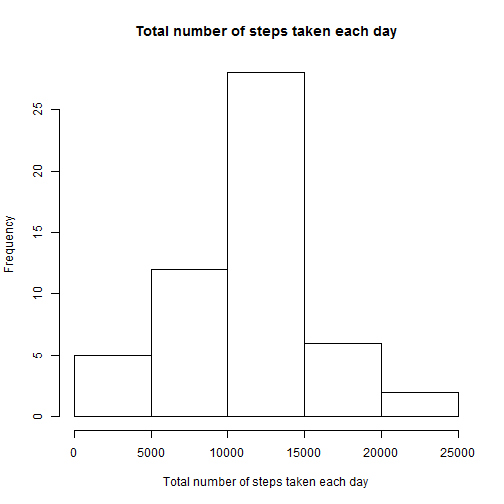 Total number of steps taken each day
Frequency
25
20
15
10
5
0
0 5000 10000 15000 20000 25000
Total number of steps taken each day